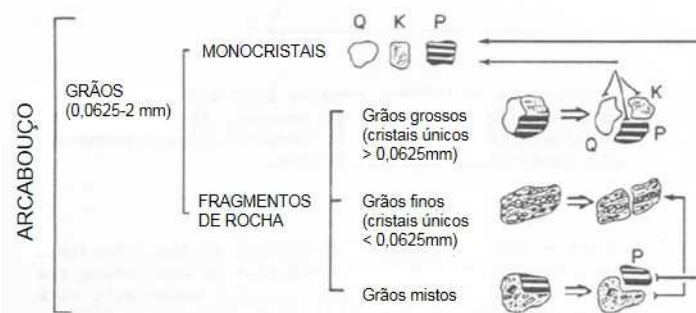 Q K P
MONOCRISTAIS
GRÃOS
(0,0625-2 mm)
ARCABOUÇO
Grãos grossos
(cristais únicos
> 0,0625mm)
K
P
Q
FRAGMENTOS
DE ROCHA
Grãos finos
(cristais únicos
< 0,0625mm)
Grãos mistos
P